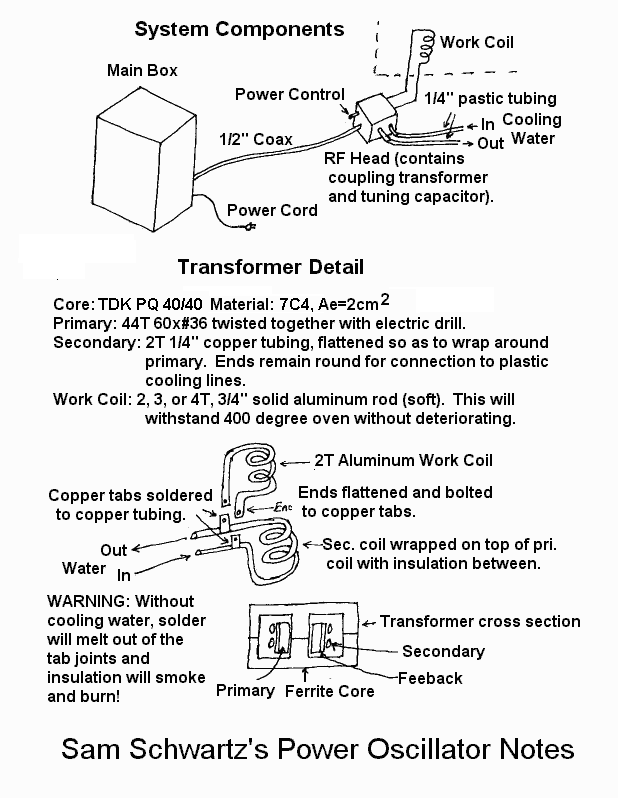 System Components
Work Coil
Main Box
Power Control
1/4" pastic tubing
In Cooling
Out Water
1/2" Coax
RF Head (contains
coupling transformer
and tuning capacitor).
Power Cord
Transformer Detail
Core: TDK PQ 40/40 Material: 7C4, Ae=2cm2
Primary: 44T 60x#36 twisted together with electric drill.
Secondary: 2T 1/4" copper tubing, flattened so as to wrap around
primary. Ends remain round for connection to plastic
cooling lines.
Work Coil: 2, 3, or 4T, 3/4" solid aluminum rod (soft). This will
withstand 400 degree oven without deteriorating.
2T Aluminum Work Coil
Copper tabs soldered
to copper tubing.
Ends flattened and bolted
to copper tabs.
Out
Water
In
Sec. coil wrapped on top of pri.
coil with insulation between.
WARNING: Without
cooling water, solder
will melt out of the
tab joints and
insulation will smoke
and burn!
Transformer cross section
Secondary
Feeback
Primary Ferrite Core
Sam Schwartz's Power Oscillator Notes